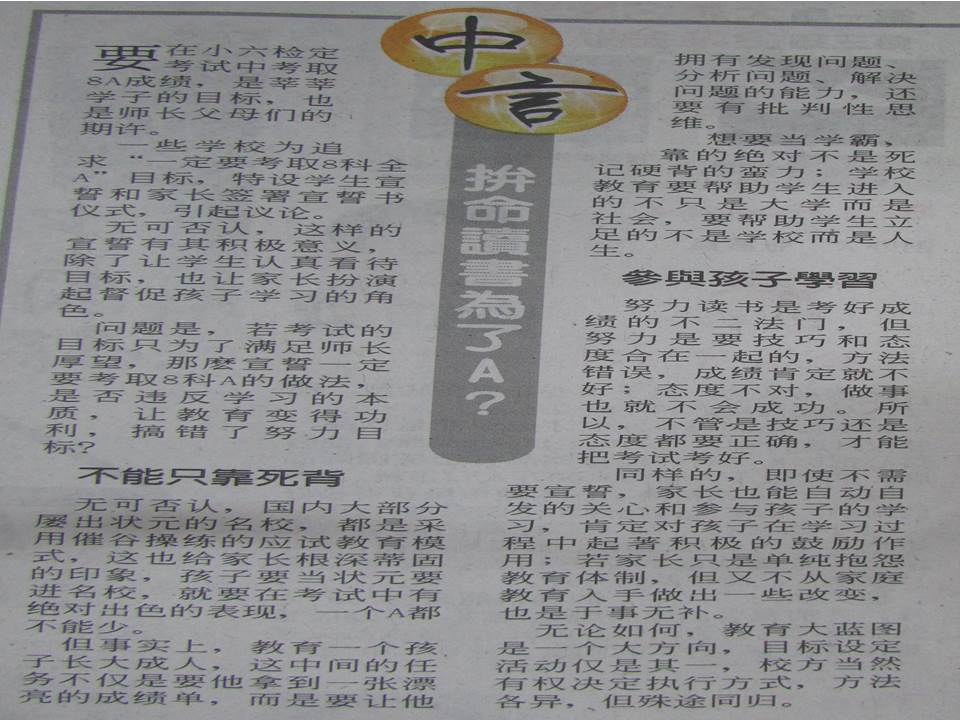 中言
拚命讀書為了A？
要在小六检定
考试中考取
8A成绩，是莘莘
学子的目标，也
是师长父母们的
期许。
一些学校为追
求“一定要考取8科全
A”目标，特设学生宣
誓和家长签署宣誓书
仪式，引起议论。
无可否认，这样的
宣誓有其积极意义，
除了让学生认真看待
目标，也让家长扮演
起督促孩子学习的角
色。
问题是，若考试的
目标只为了满足师长
厚望，那麽宣誓一定
要考取8科A的做法，
是否违反学习的本
质，让教育变得功
利，搞错了努力目
标？
不能只靠死背
无可否认，国内大部分
屡出状元的名校，都是采
用催谷操练的应试教育模
式，这也给家长根深蒂固
的印象，孩子要当状元要
进名校，就要在考试中有
绝对出色的表现，一个A都
不能少。
但事实上，教育一个孩
子长大成人，这中间的任
务不仅是要他拿到一张漂
亮的成绩单，而是要让他
拥有发现问题、
分析问题、解决
问题的能力，还
要有批判性思
维。
想要当学霸，
靠的绝对不是死
记硬背的蛮力；学校
教育要帮助学生进入
的不只是大学而是
社会，要帮助学生立
足的不是学校而是人
生。
參與孩子學習
努力读书是考好成
绩的不二法门，但
努力是要技巧和态
度合在一起的，方法
错误，成绩肯定就不
好；态度不对，做事
也就不会成功。所
以，不管是技巧还是
态度都要正确，才能
把考试考好。
同样的，即使不需
要宣誓，家长也能自动自
发的关心和参与孩子的学
习，肯定对孩子在学习过
程中起著积极的鼓励作
用；若家长只是单纯抱怨
教育体制，但又不从家庭
教育入手做出一些改变，
也是于事无补。
无论如何，教育大蓝图
是一个大方向，目标设定
活动仅是其一，校方当然
有权决定执行方式，方法
各异，但殊途同归。